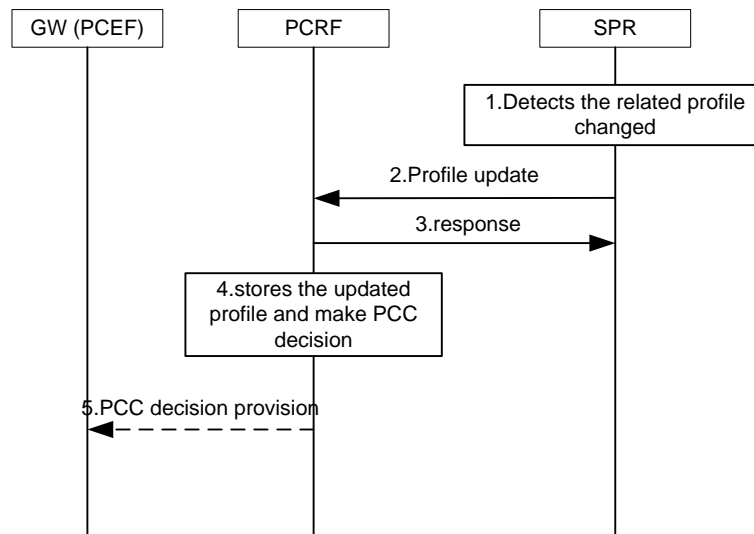 GW (PCEF)
PCRF
SPR
1.Detects the related profile
changed
2.Profile update
3.response
4.stores the updated
profile and make PCC
decision
5.PCC decision provision